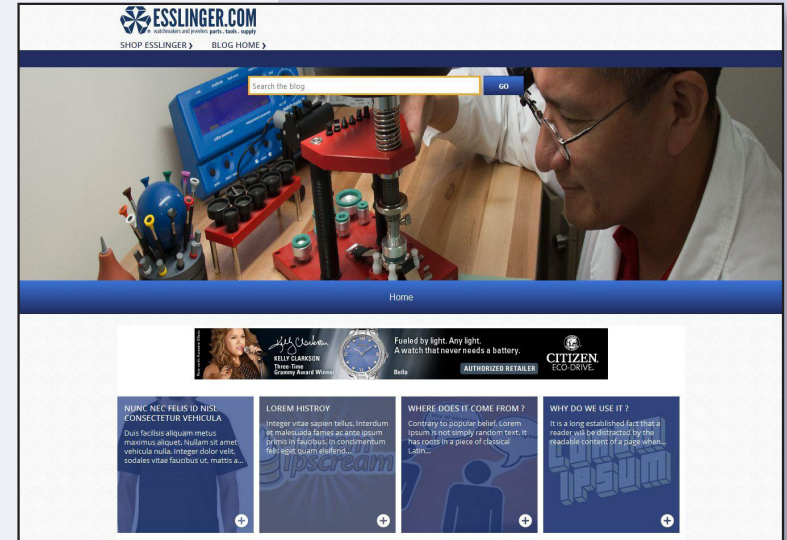 ESSLINGER.COM
watchmakers and jewelers parts . tools . supply
SHOP ESSLINGER ❯ BLOG HOME ❯
Search the blog GO
Home
Kelly Clarkson
KELLY CLARKSON
Three-Time
Grammy Award Winner
Bella
Fueled by light. Any light.
A watch that never needs a battery.
AUTHORIZED RETAILER
CITIZEN
ECO-DRIVE
NUNC NEC FELIS ID NISL
CONSECTETUR VEHICULA
Duis facilisis aliquam metus
maximus aliquet. Nullam sit amet
vehicula nulla. Integer dolor velit,
sodales vitae faucibus ut, mattis a...
LOREM HISTROY
Integer vitae sapien tellus. Interdum
et malesuada fames ac ante ipsum
primis in faucibus. In condimentum
felis eget quam eleifend...
ipscream
WHERE DOES IT COME FROM ?
Contrary to popular belief, Lorem
Ipsum is not simply random text. It
has roots in a piece of classical
Latin...
WHY DO WE USE IT ?
It is a long established fact that a
reader will be distracted by the
readable content of a page when...
IPSUM